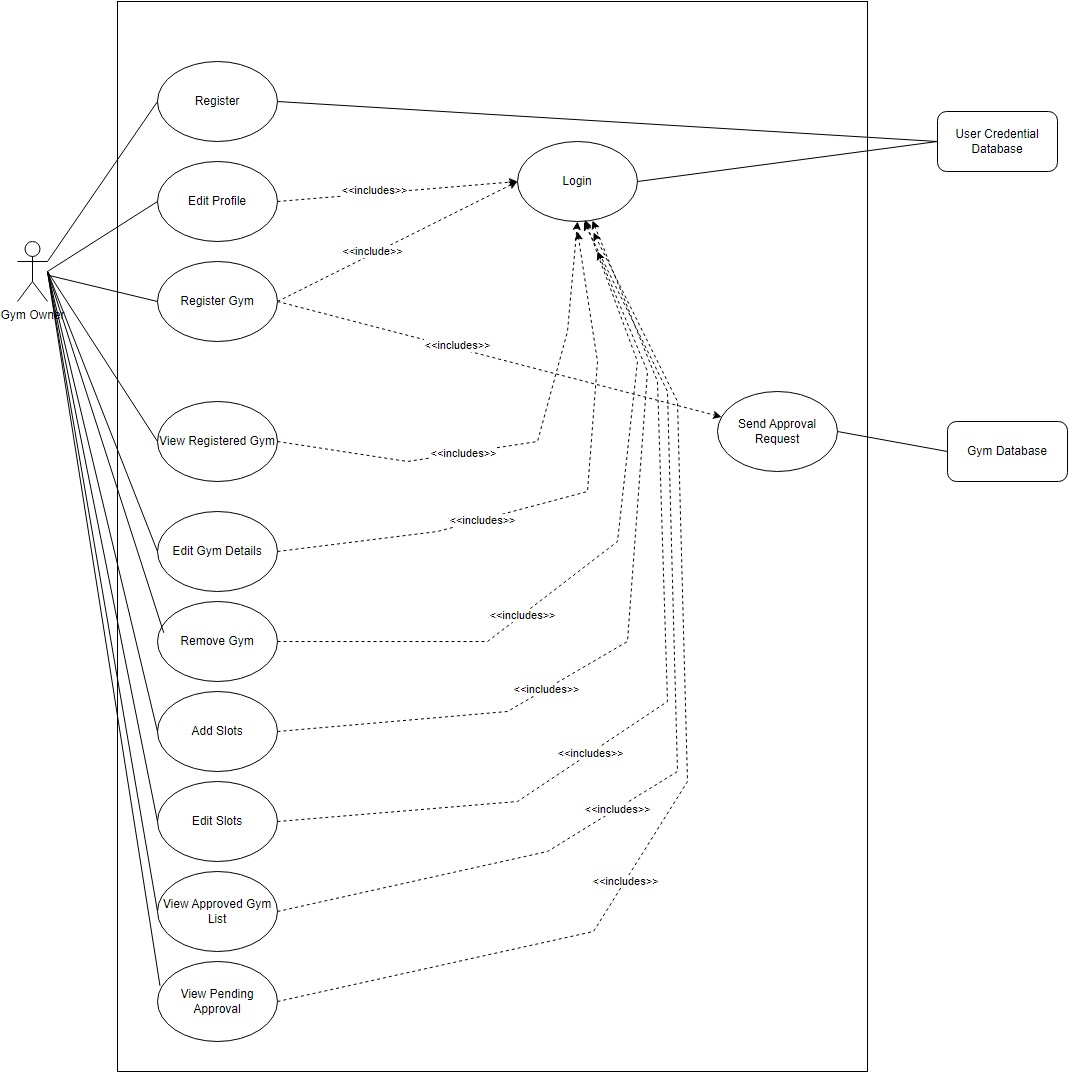 Register
User Credential
Database
Login
Edit Profile
<<includes>>
<<include>>
Register Gym
Gym Owner
<<includes>>
Send Approval
Request
Gym Database
View Registered Gym
<<includes>>
<<includes>>
Edit Gym Details
<<includes>>
Remove Gym
<<includes>>
Add Slots
<<includes>>
Edit Slots
<<includes>>
<<includes>>
View Approved Gym
List
View Pending
Approval